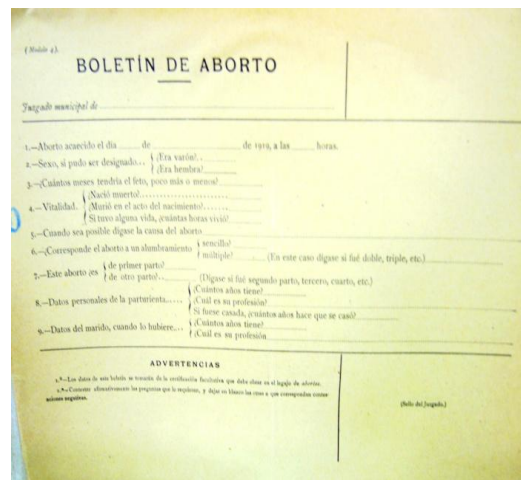 (Modelo 4).
BOLETÍN DE ABORTO
Juzgado municipal de
1.—Aborto acaecido el día de de 1919, a las horas.
2.—Sexo, si pudo ser designado... ¿Era varón?
¿Era hembra?
3.—¿Cuántos meses tendría el feto, poco más o menos?
¿Nació muerto?
4.—Vitalidad. ¿Murió en el acto del nacimiento?
Si tuvo alguna vida, ¿cuántas horas vivió?
5.—Cuando sea posible dígase la causa del aborto
6.—¿Corresponde el aborto a un alumbramiento sencillo?
múltiple? (En este caso dígase si fué doble, triple, etc.)
7.—Este aborto ¿es de primer parto?
de otro parto? (Dígase si fué segundo parto, tercero, cuarto, etc.)
¿Cuántos años tiene?
8.—Datos personales de la parturienta..... ¿Cuál es su profesión?
Si fuese casada, ¿cuántos años hace que se casó?
9.—Datos del marido, cuando lo hubiere... ¿Cuántos años tiene?
¿Cuál es su profesión
ADVERTENCIAS
1.ª—Los datos de este boletín se tomarán de la certificación facultativa que debe obrar en el legajo de abortos.
2.ª—Contestar afirmativamente las preguntas que lo requieran, y dejar en blanco las casos a que correspondan contes-
taciones negativas.
(Sello del Juzgado.)